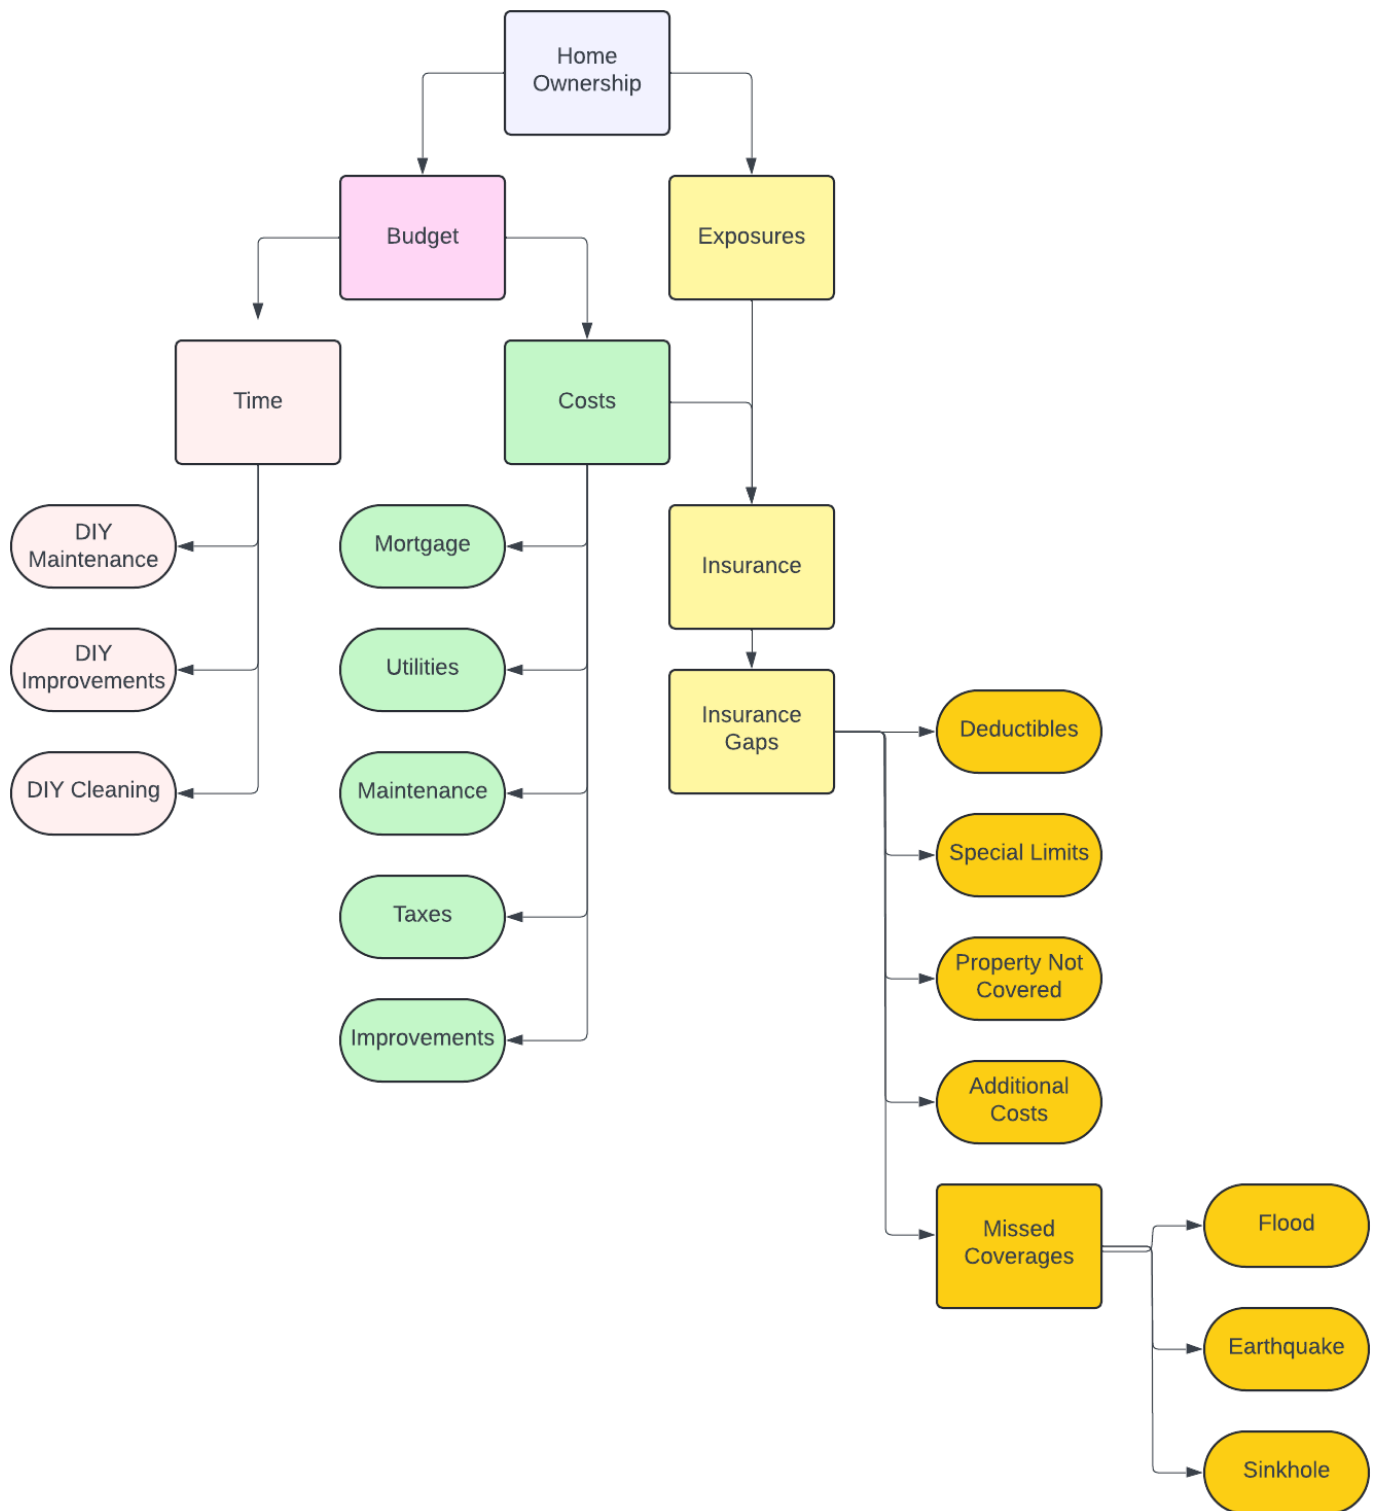 Home
Ownership
Budget
Exposures
Time
Costs
DIY
Maintenance
Mortgage
Insurance
DIY
Improvements
Utilities
Insurance
Gaps
Deductibles
DIY Cleaning
Maintenance
Special Limits
Taxes
Property Not
Covered
Improvements
Additional
Costs
Missed
Coverages
Flood
Earthquake
Sinkhole